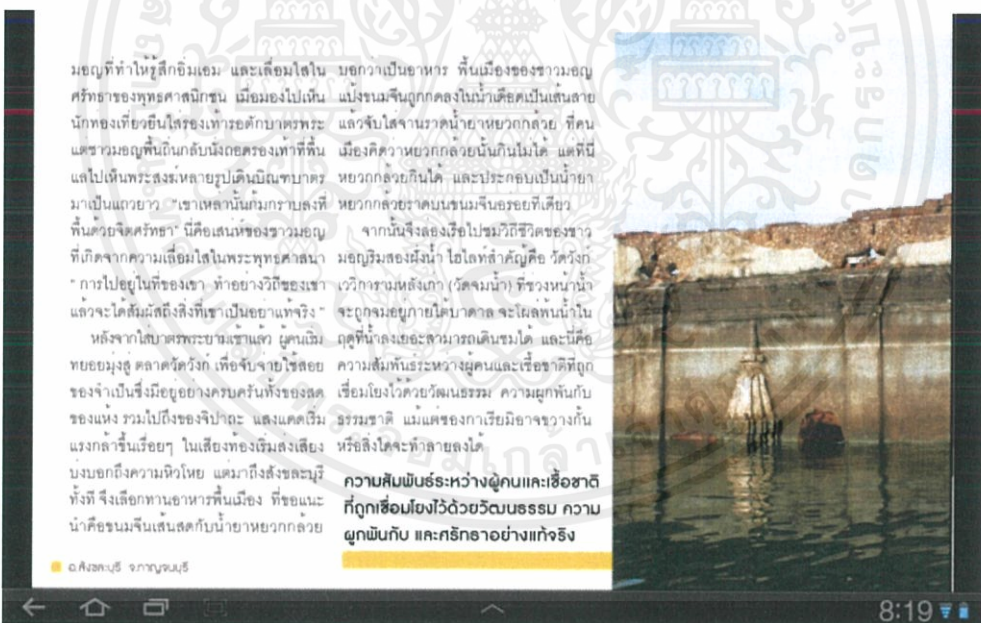 มอญที่ทำให้รู้สึกอิ่มเอม และเลื่อมใสใน
ศรัทธาของพุทธศาสนิกชน เมื่อมองไปเห็น
นักท่องเที่ยวยืนใส่รองเท้ารอตักบาตรพระ
แต่ชาวมอญพื้นถิ่นกลับนั่งถอดรองเท้าที่พื้น
แลไปเห็นพระสงฆ์หลายรูปเดินบิณฑบาตร
มาเป็นแถวยาว "เขาเหล่านั้นก้มกราบลงที่
พื้นด้วยจิตศรัทธา" นี่คือเสน่ห์ของชาวมอญ
ที่เกิดจากความเลื่อมใสในพระพุทธศาสนา
" การไปอยู่ในที่ของเขา ทำอย่างวิถีของเขา
แล้วจะได้สัมผัสถึงสิ่งที่เขาเป็นอยาแท้จริง "
หลังจากใส่บาตรพระยามเช้าแล้ว ผู้คนเริ่ม
ทยอยมุ่งสู่ ตลาดวัดวังก์ เพื่อจับจ่ายใช้สอย
ของจำเป็นซึ่งมีอยู่อย่างครบครันทั้งของสด
ของแห้ง รวมไปถึงของจิปาถะ แสงแดดเริ่ม
แรงกล้าขึ้นเรื่อยๆ ในเสียงท้องเริ่มส่งเสียง
บ่งบอกถึงความหิวโหย แต่มาถึงสังขละบุรี
ทั้งที จึงเลือกทานอาหารพื้นเมือง ที่ขอแนะ
นำคือขนมจีนเส้นสดกับน้ำยาหยวกกล้วย
บอกว่าเป็นอาหาร พื้นเมืองของชาวมอญ
แป้งขนมจีนถูกกดลงในน้ำเดือดเป็นเส้นสาย
แล้วจับใส่จานราดน้ำยาหยวกกล้วย ที่คน
เมืองคิดว่าหยวกกล้วยนั้นกินไม่ได้ แต่ที่นี่
หยวกกล้วยกินได้ และประกอบเป็นน้ำยา
หยวกกล้วยราดบนขนมจีนอร่อยทีเดียว
จากนั้นจึงล่องเรือไปชมวิถีชีวิตของชาว
มอญริมสองฝั่งน้ำ ไฮไลท์สำคัญคือ วัดวังก์
เววิการามหลังเก่า (วัดจมน้ำ) ที่ช่วงหน้าน้ำ
จะถูกจมอยู่ภายใต้บาดาล จะโผล่พ้นน้ำใน
ฤดูที่น้ำลงเยอะสามารถเดินชมได้ และนี่คือ
ความสัมพันธ์ระหว่างผู้คนและเชื้อชาติที่ถูก
เชื่อมโยงไว้ด้วยวัฒนธรรม ความผูกพันกับ
ธรรมชาติ แม้แต่ซองกาเรียมิอาจขวางกั้น
หรือสิ่งใดจะทำลายลงได้
ความสัมพันธ์ระหว่างผู้คนและเชื้อชาติ
ที่ถูกเชื่อมโยงไว้ด้วยวัฒนธรรม ความ
ผูกพันกับ และศรัทธาอย่างแท้จริง
อ.สังขละบุรี จ.กาญจนบุรี
8:19